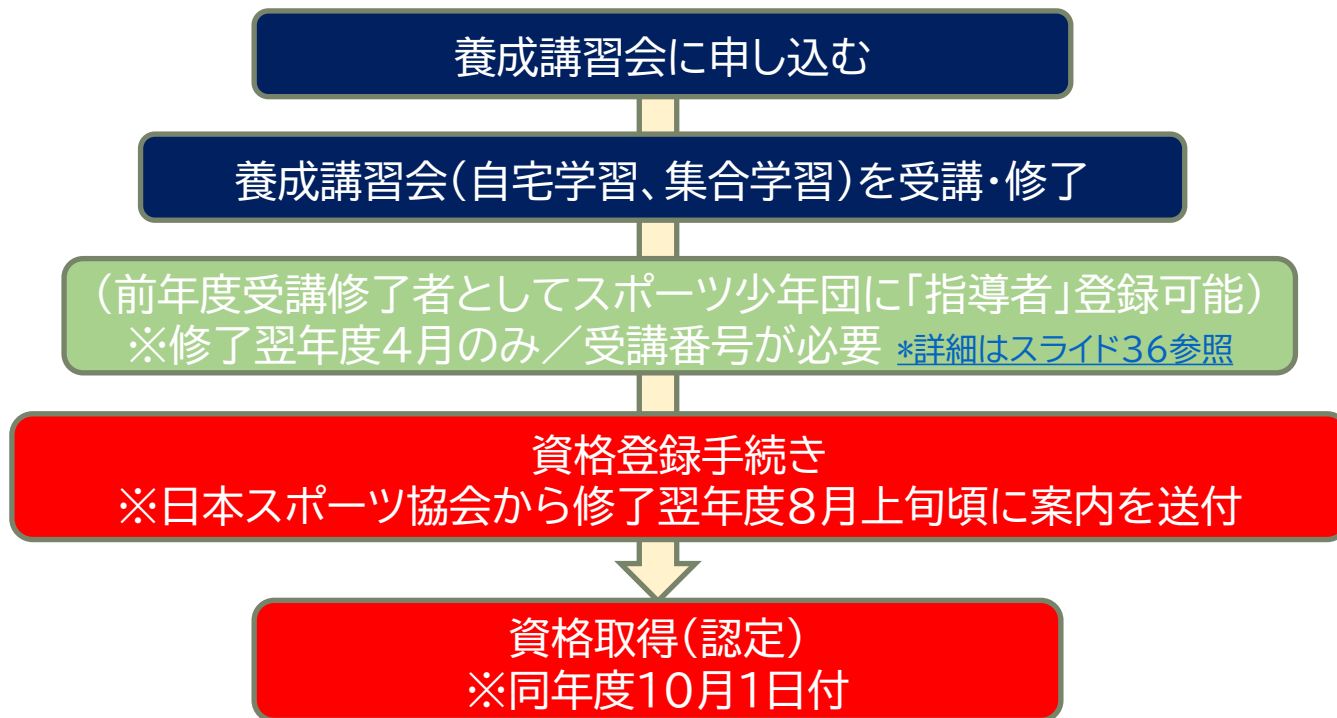 養成講習会に申し込む
養成講習会(自宅学習、集合学習)を受講・修了
(前年度受講修了者としてスポーツ少年団に「指導者」登録可能)
※修了翌年度4月のみ/受講番号が必要 *詳細はスライド36参照
資格登録手続き
※日本スポーツ協会から修了翌年度8月上旬頃に案内を送付
資格取得(認定)
※同年度10月1日付